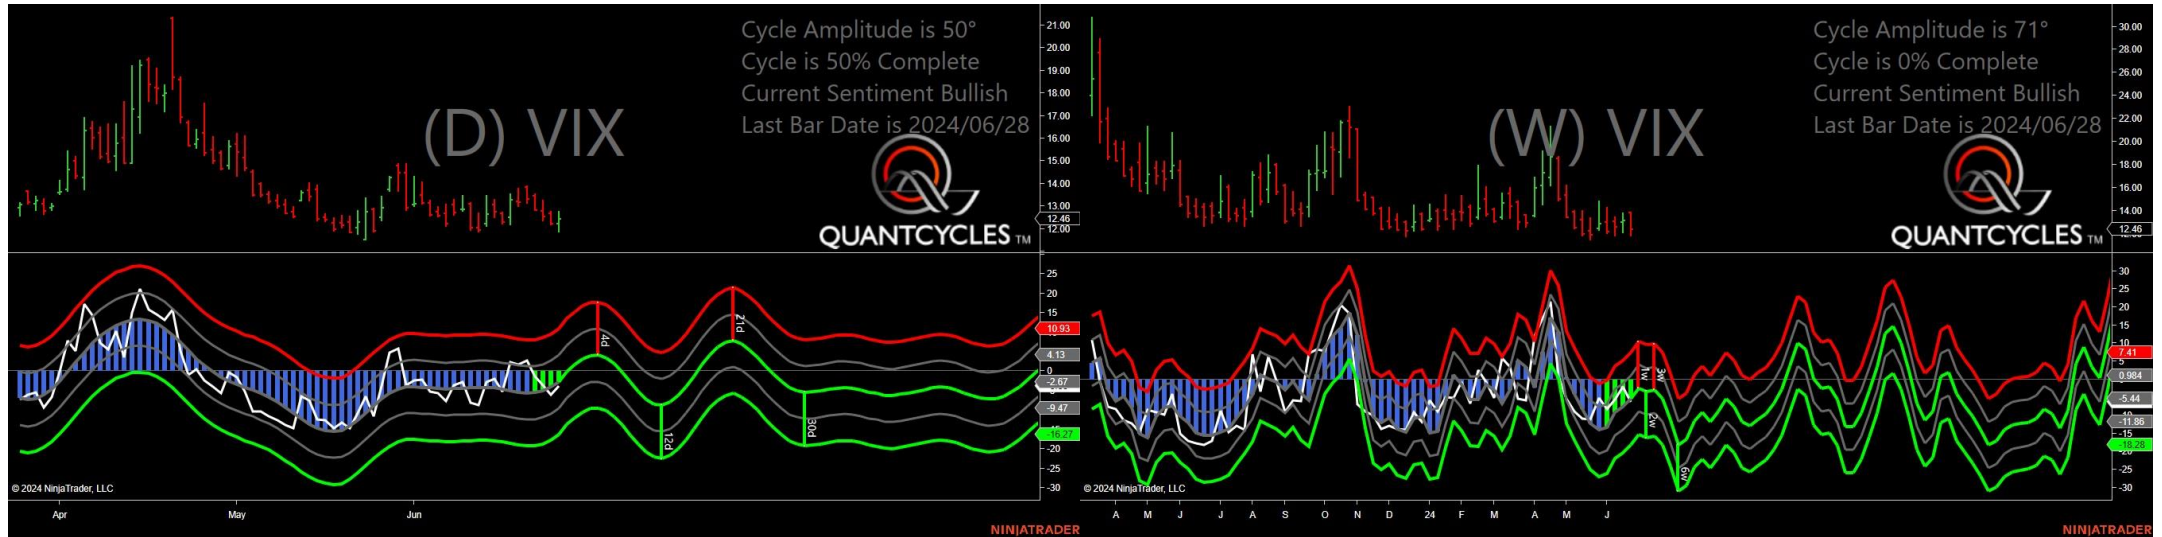 Cycle Amplitude is 50°
Cycle is 50% Complete
Current Sentiment Bullish
Last Bar Date is 2024/06/28
(D) VIX
QUANTCYCLES TM
21.00
20.00
19.00
18.00
17.00
16.00
15.00
14.00
13.00
12.46
12.00
25
20
15
10.93
4.13
0
-2.67
-9.47
-16.27
-20
-25
-30
4d
21d
12d
30d
© 2024 NinjaTrader, LLC
Apr May Jun
NINJATRADER
Cycle Amplitude is 71°
Cycle is 0% Complete
Current Sentiment Bullish
Last Bar Date is 2024/06/28
(W) VIX
QUANTCYCLES TM
30.00
28.00
26.00
24.00
22.00
20.00
18.00
16.00
14.00
12.46
30
25
20
15
10
7.41
0.984
-5.44
-11.86
-15
-18.28
-25
-30
1w
3w
2w
6w
© 2024 NinjaTrader, LLC
A M J J A S O N D 24 F M A M J
NINJATRADER